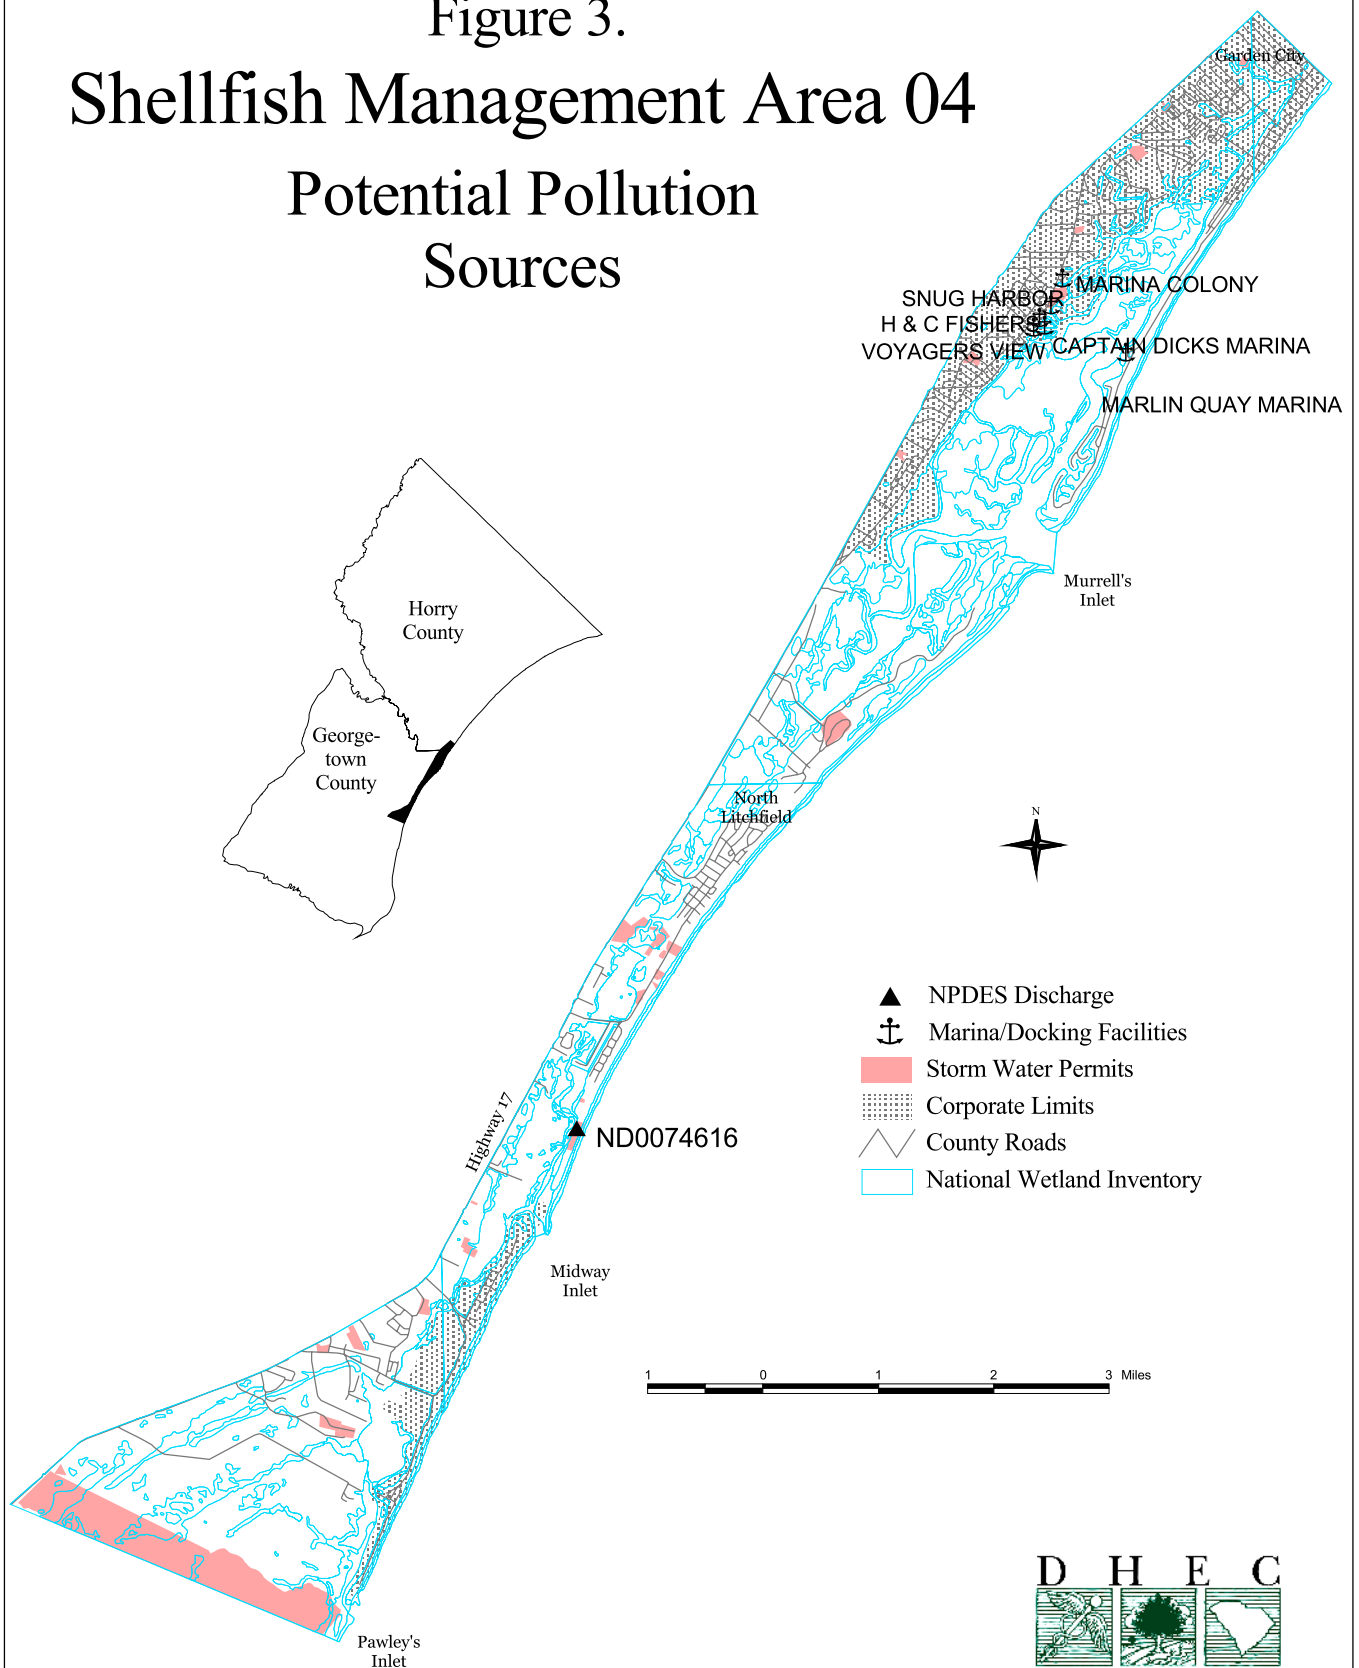 Figure 3.
Shellfish Management Area 04
Potential Pollution
Sources
Garden City
MARINA COLONY
SNUG HARBOR
H & C FISHERS
VOYAGERS VIEW
CAPTAIN DICKS MARINA
MARLIN QUAY MARINA
Murrell's
Inlet
Horry
County
George-
town
County
North
Litchfield
N
NPDES Discharge
Marina/Docking Facilities
Storm Water Permits
Corporate Limits
County Roads
National Wetland Inventory
Highway 17
ND0074616
Midway
Inlet
1 0 1 2 3 Miles
Pawley's
Inlet
D H E C